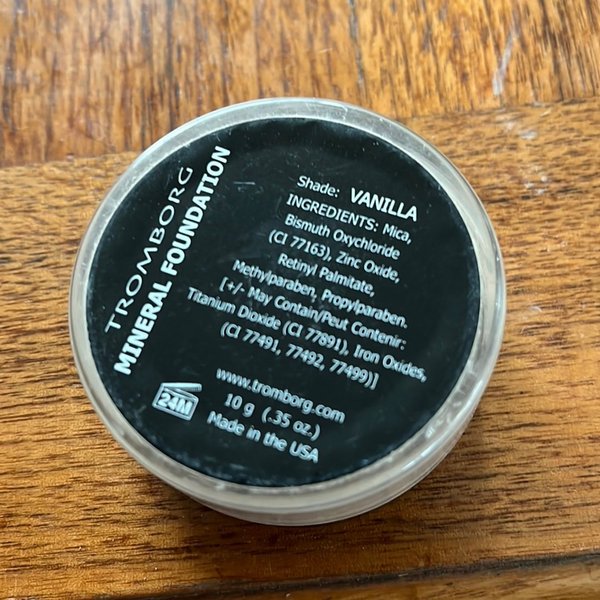 TROMBORG
MINERAL FOUNDATION
Shade: VANILLA
INGREDIENTS: Mica,
Bismuth Oxychloride
(CI 77163), Zinc Oxide,
Retinyl Palmitate,
Methylparaben, Propylparaben.
[+/- May Contain/Peut Contenir:
Titanium Dioxide (CI 77891), Iron Oxides,
(CI 77491, 77492, 77499)]
24M
www.tromborg.com
10 g (.35 oz.)
Made in the USA